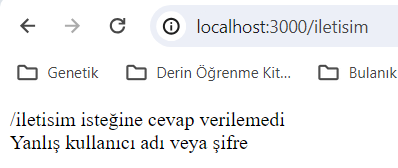 localhost:3000/iletisim
Genetik Derin Öğrenme Kit... Bulanık
/iletisim isteğine cevap verilemedi
Yanlış kullanıcı adı veya şifre